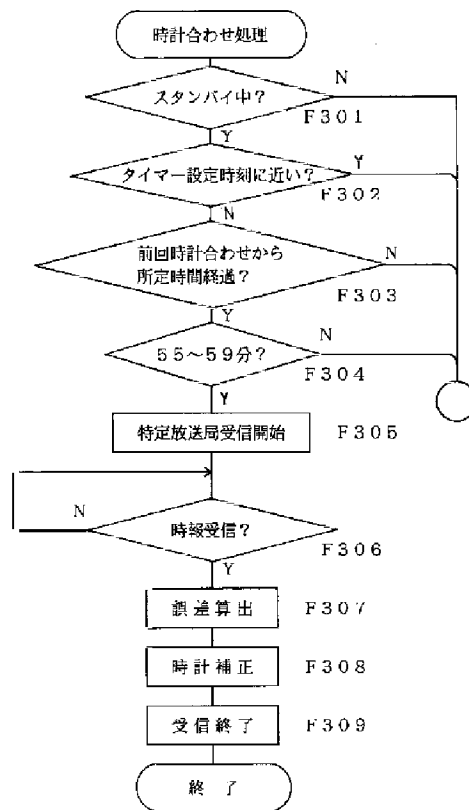 時計合わせ処理
N
スタンバイ中?
F301
Y
Y
タイマー設定時刻に近い?
F302
N
前回時計合わせから
所定時間経過?
N
F303
Y
N
55〜59分?
F304
Y
特定放送局受信開始
F305
N
時報受信?
F306
Y
誤差算出
F307
時計補正
F308
受信終了
F309
終了